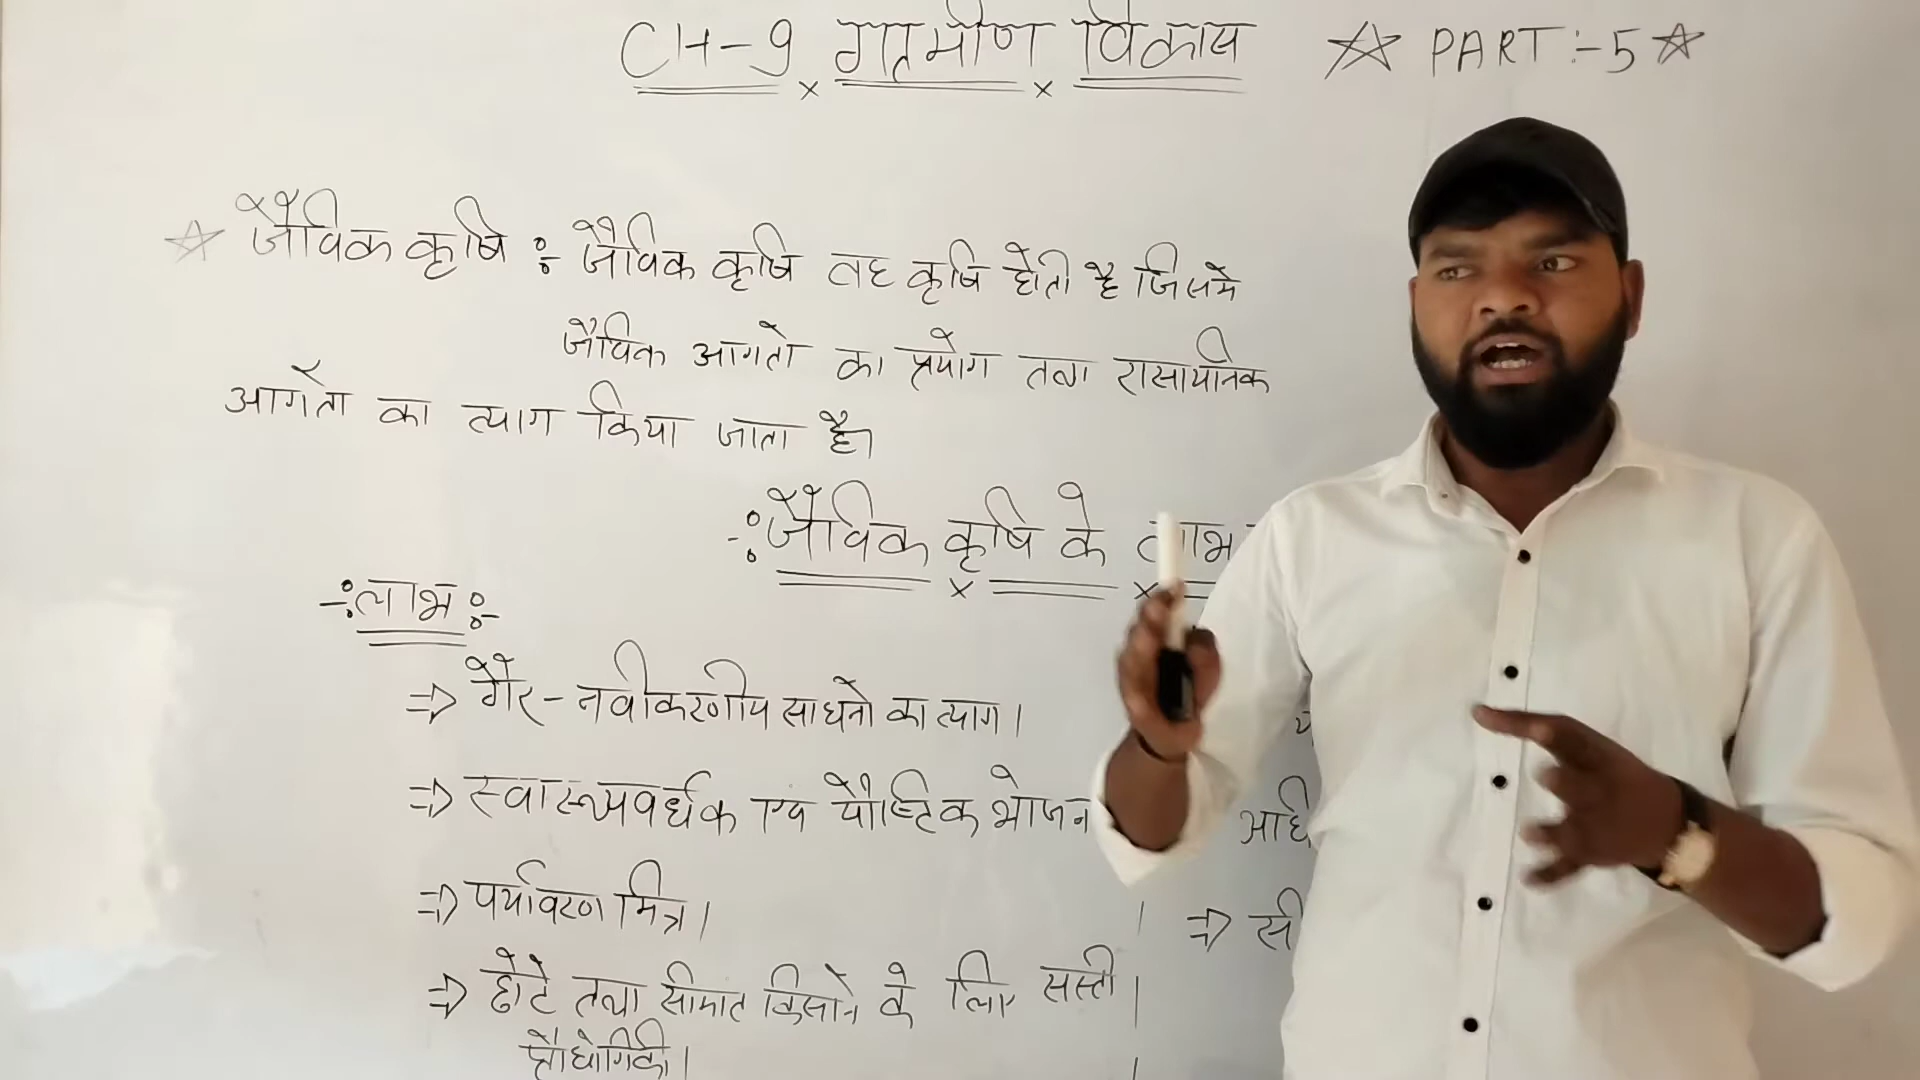 CH-9 ग्रामीण विकास ☆ PART:-5 ☆
☆ जैविक कृषि : जैविक कृषि वह कृषि होती है जिसमे
जैविक आगतो का प्रयोग तथा रासायनिक
आगतो का त्याग किया जाता है।
-: जैविक कृषि के लाभ
-: लाभ :-
=> गैर-नवीकरणीय साधनो का त्याग।
=> स्वास्थ्यवर्धक एवं पौष्टिक भोजन
आधि
=> पर्यावरण मित्र।
=> सी
=> छोटे तथा सीमांत किसानो के लिए सस्ती
प्रौद्योगिकी।